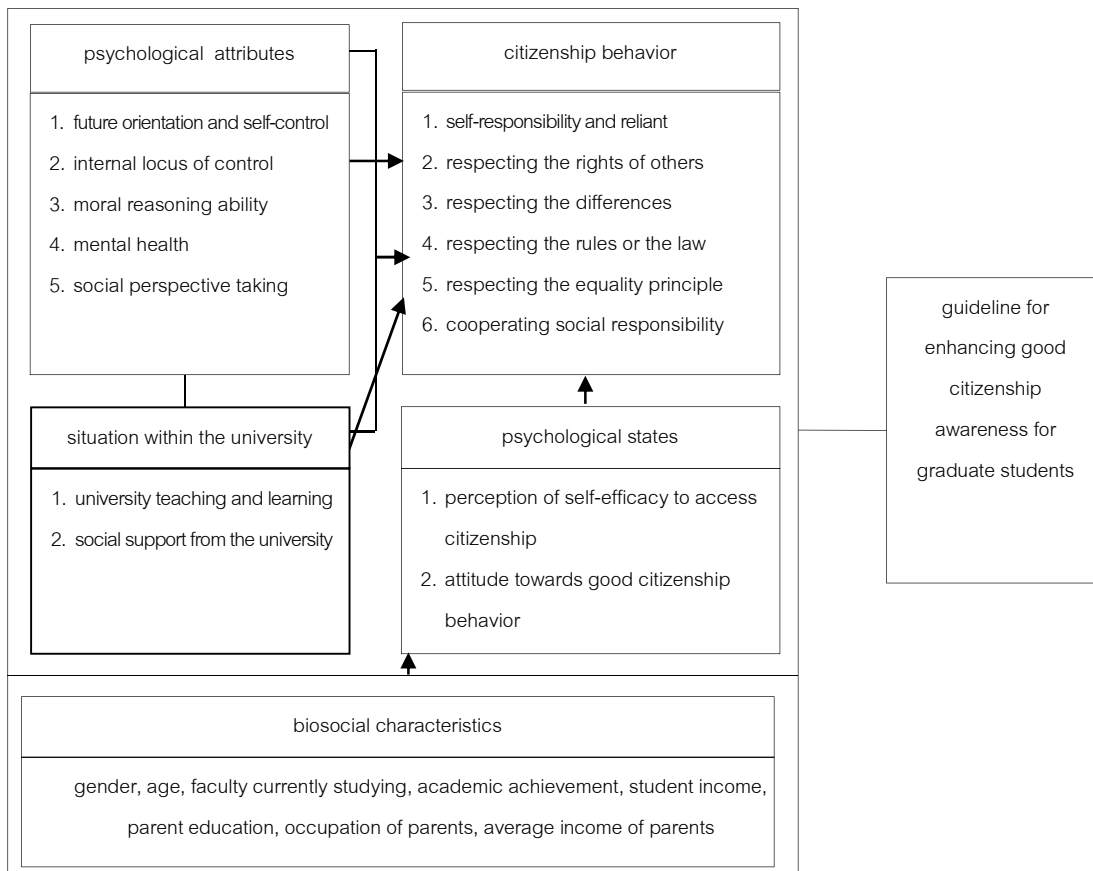 psychological attributes
1. future orientation and self-control
2. internal locus of control
3. moral reasoning ability
4. mental health
5. social perspective taking
citizenship behavior
1. self-responsibility and reliant
2. respecting the rights of others
3. respecting the differences
4. respecting the rules or the law
5. respecting the equality principle
6. cooperating social responsibility
situation within the university
1. university teaching and learning
2. social support from the university
psychological states
1. perception of self-efficacy to access
citizenship
2. attitude towards good citizenship
behavior
biosocial characteristics
gender, age, faculty currently studying, academic achievement, student income,
parent education, occupation of parents, average income of parents
guideline for
enhancing good
citizenship
awareness for
graduate students